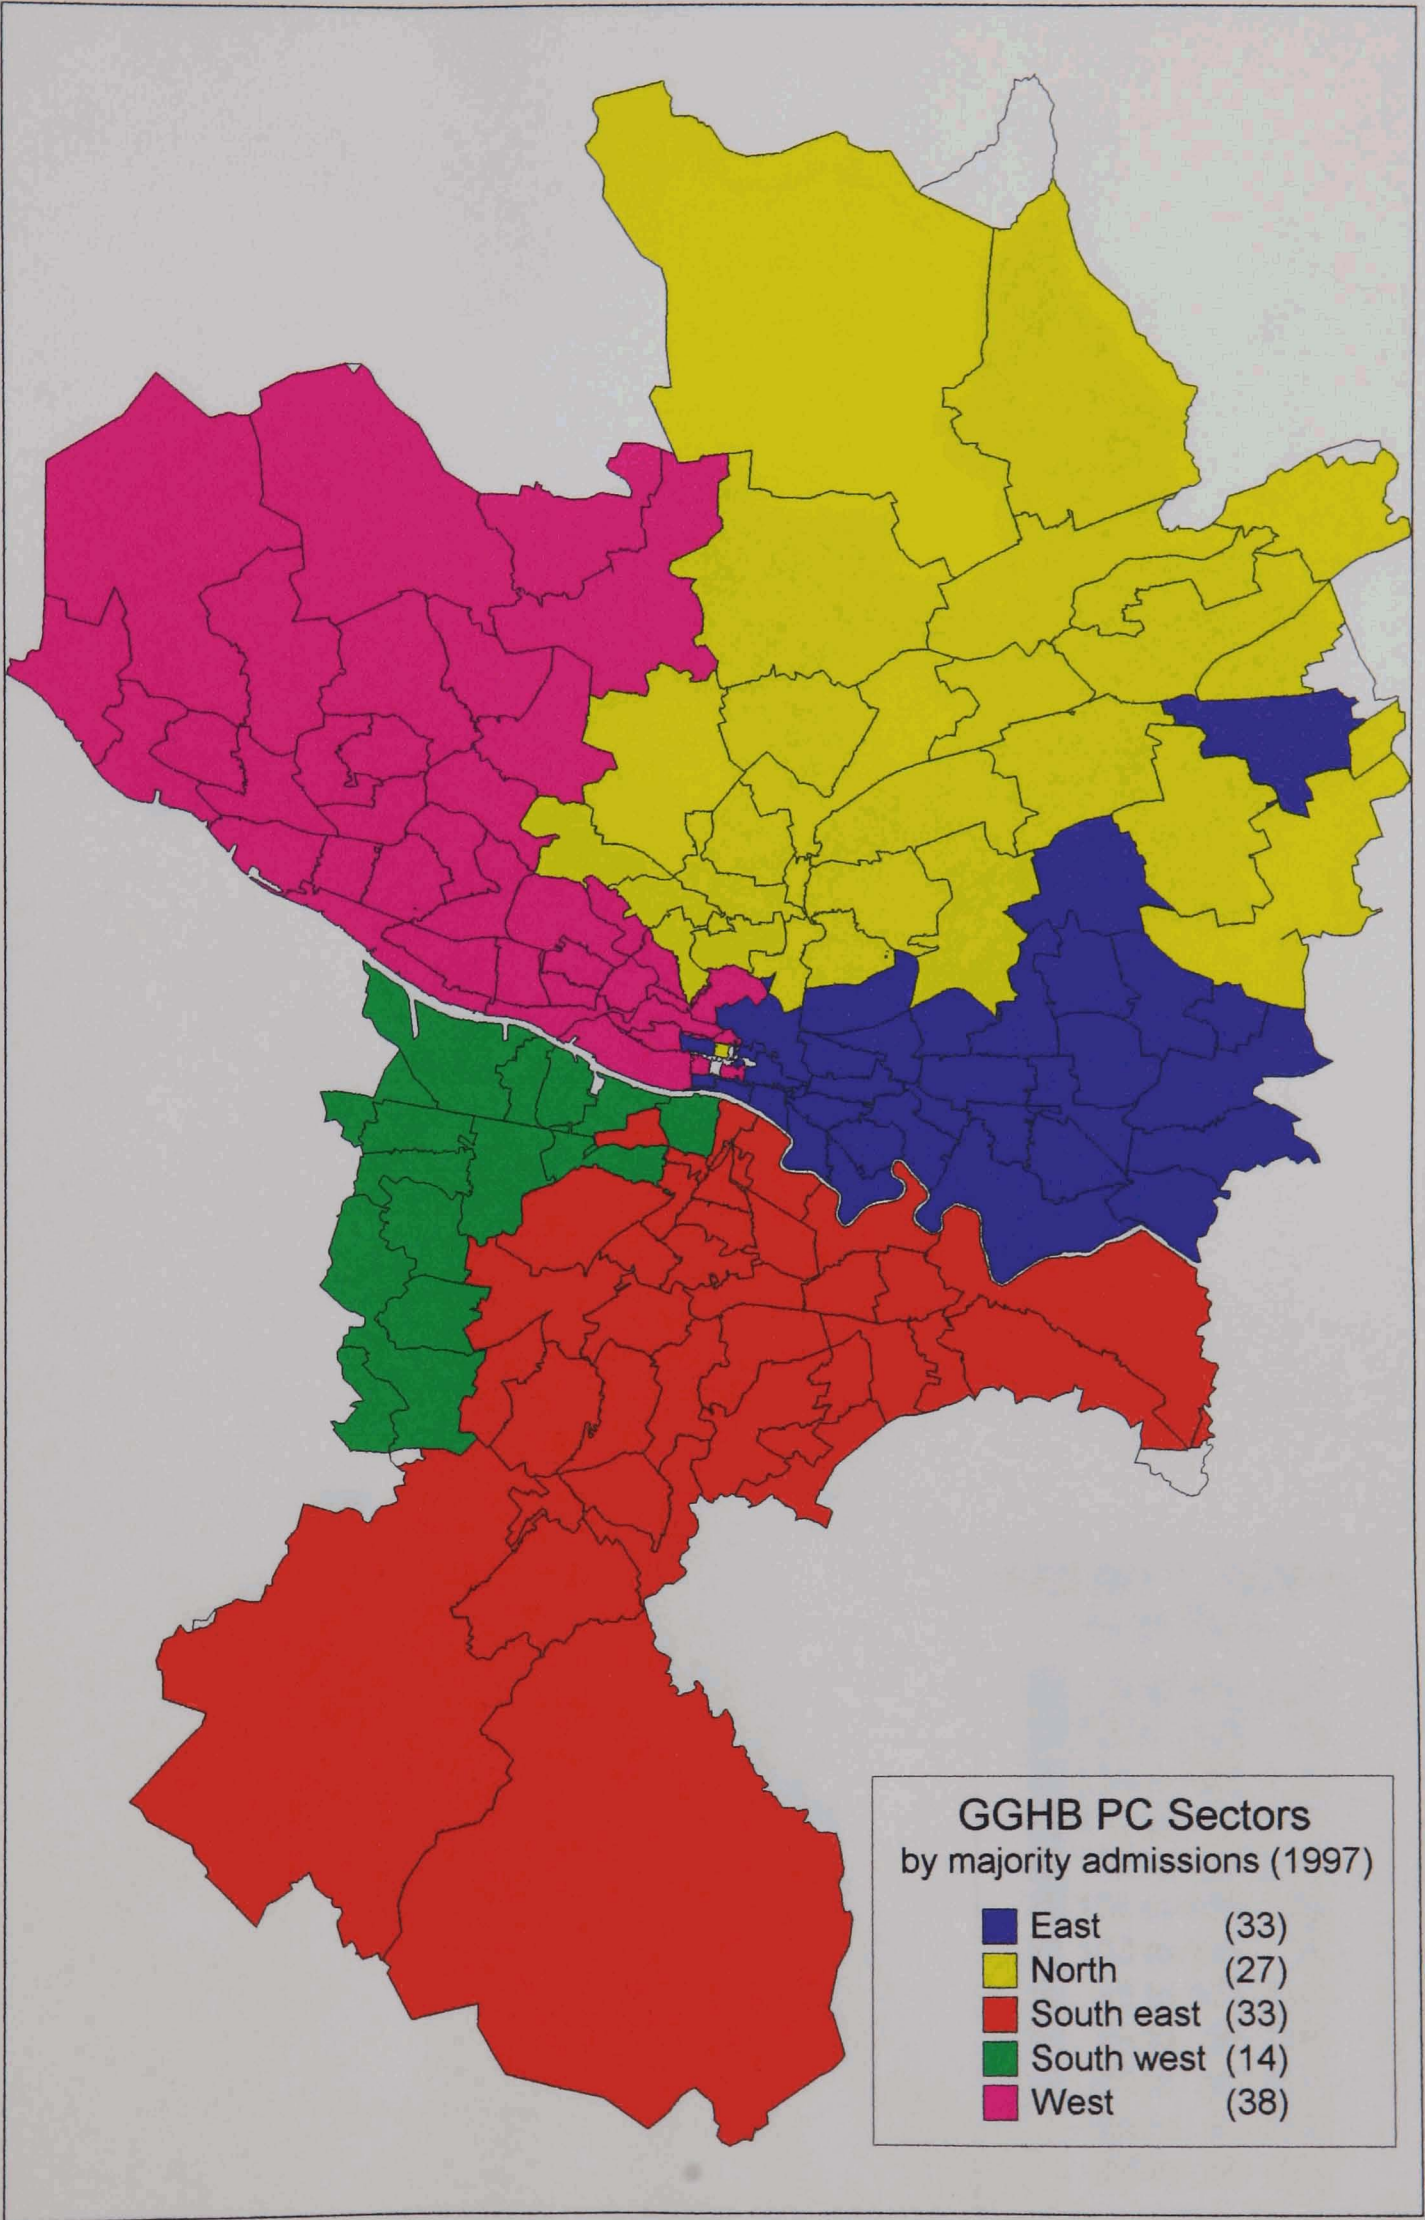 GGHB PC Sectors
by majority admissions (1997)
East (33)
North (27)
South east (33)
South west (14)
West (38)